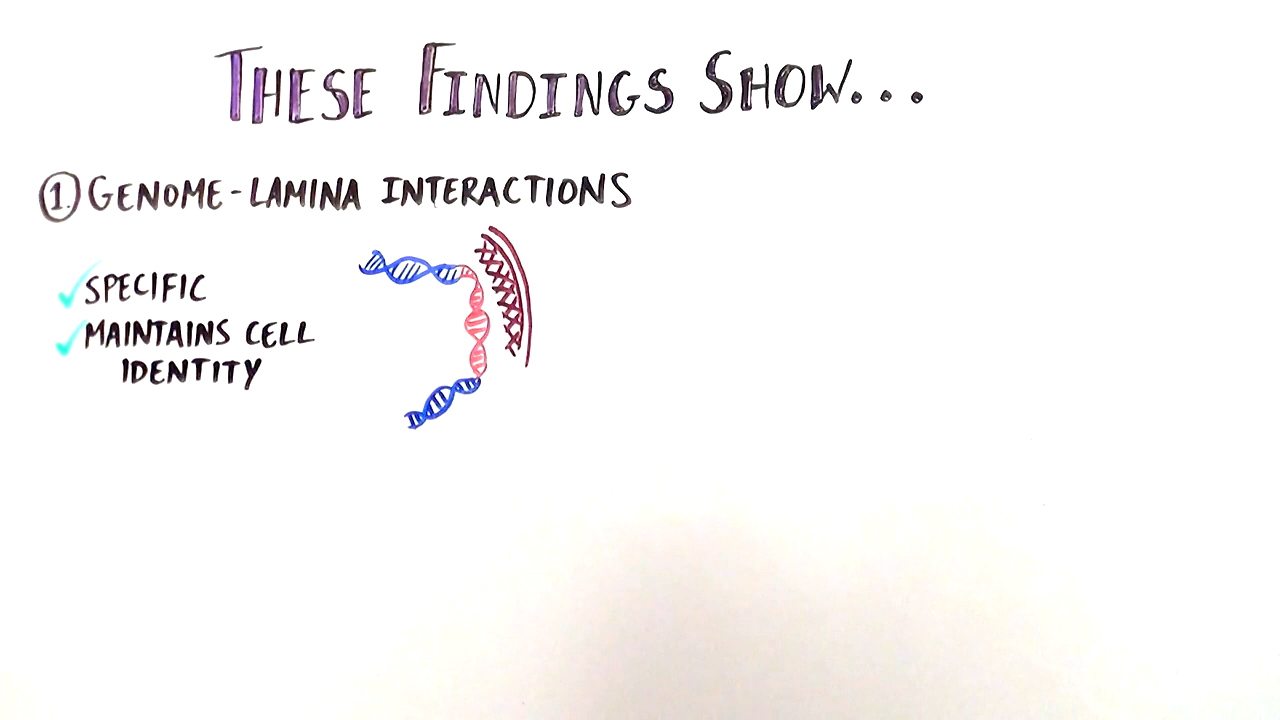 THESE FINDINGS SHOW...
1. GENOME-LAMINA INTERACTIONS
✓ SPECIFIC
✓ MAINTAINS CELL
IDENTITY